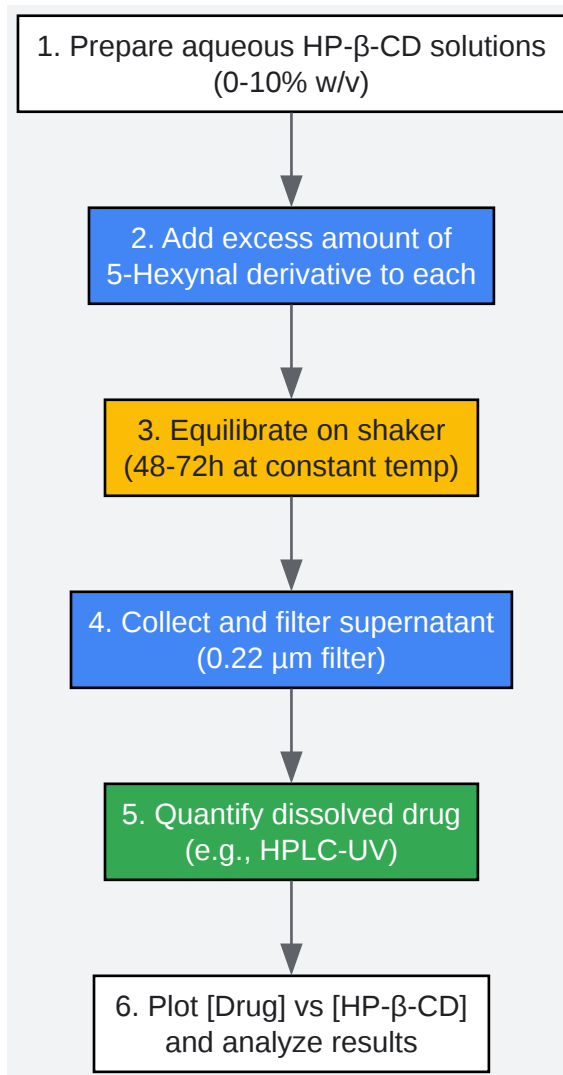 1. Prepare aqueous HP-β-CD solutions
(0-10% w/v)
2. Add excess amount of
5-Hexynal derivative to each
3. Equilibrate on shaker
(48-72h at constant temp)
4. Collect and filter supernatant
(0.22 µm filter)
5. Quantify dissolved drug
(e.g., HPLC-UV)
6. Plot [Drug] vs [HP-β-CD]
and analyze results